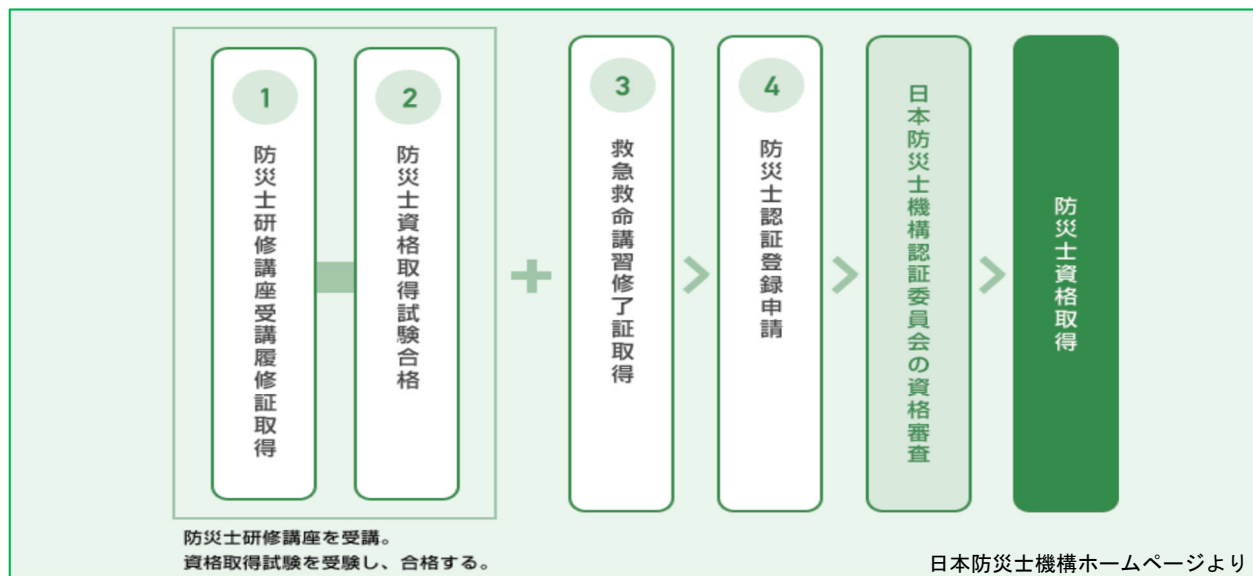 1
防災士研修講座受講履修証取得
2
防災士資格取得試験合格
3
救急救命講習修了証取得
4
防災士認証登録申請
日本防災士機構認証委員会の資格審査
防災士資格取得
防災士研修講座を受講。
資格取得試験を受験し、合格する。
日本防災士機構ホームページより